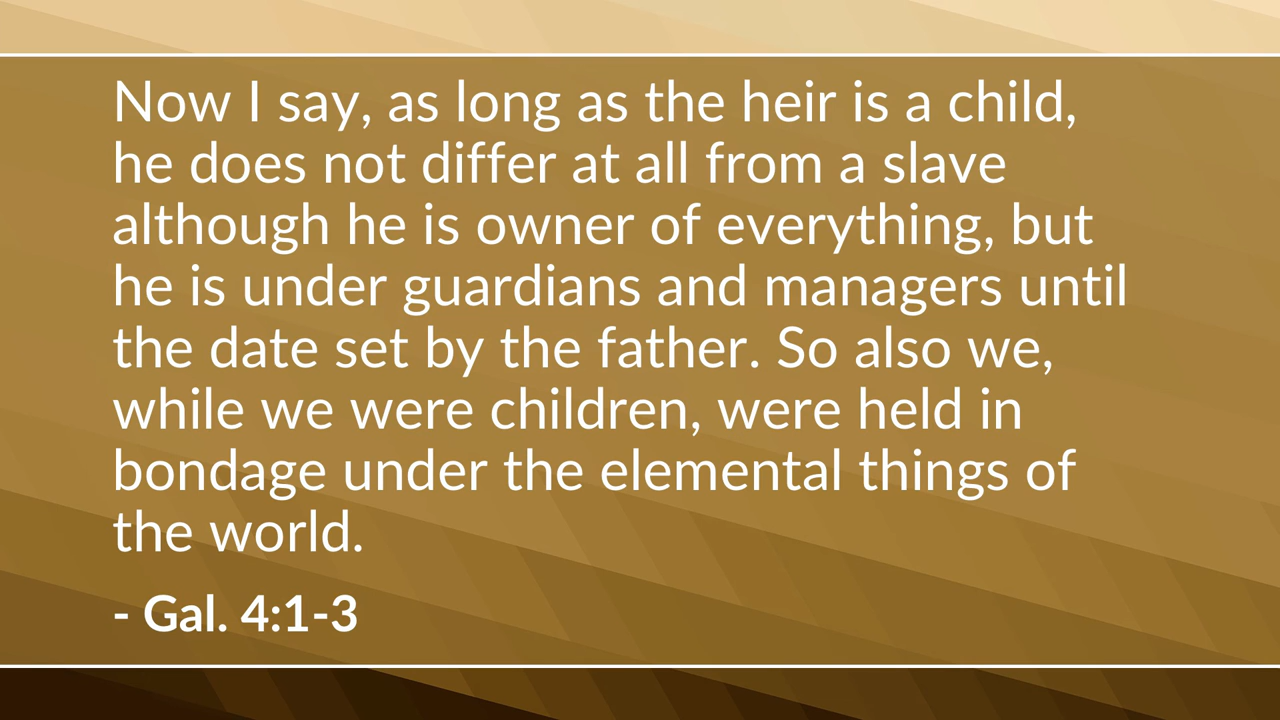 Now I say, as long as the heir is a child,
he does not differ at all from a slave
although he is owner of everything, but
he is under guardians and managers until
the date set by the father. So also we,
while we were children, were held in
bondage under the elemental things of
the world.
- Gal. 4:1-3